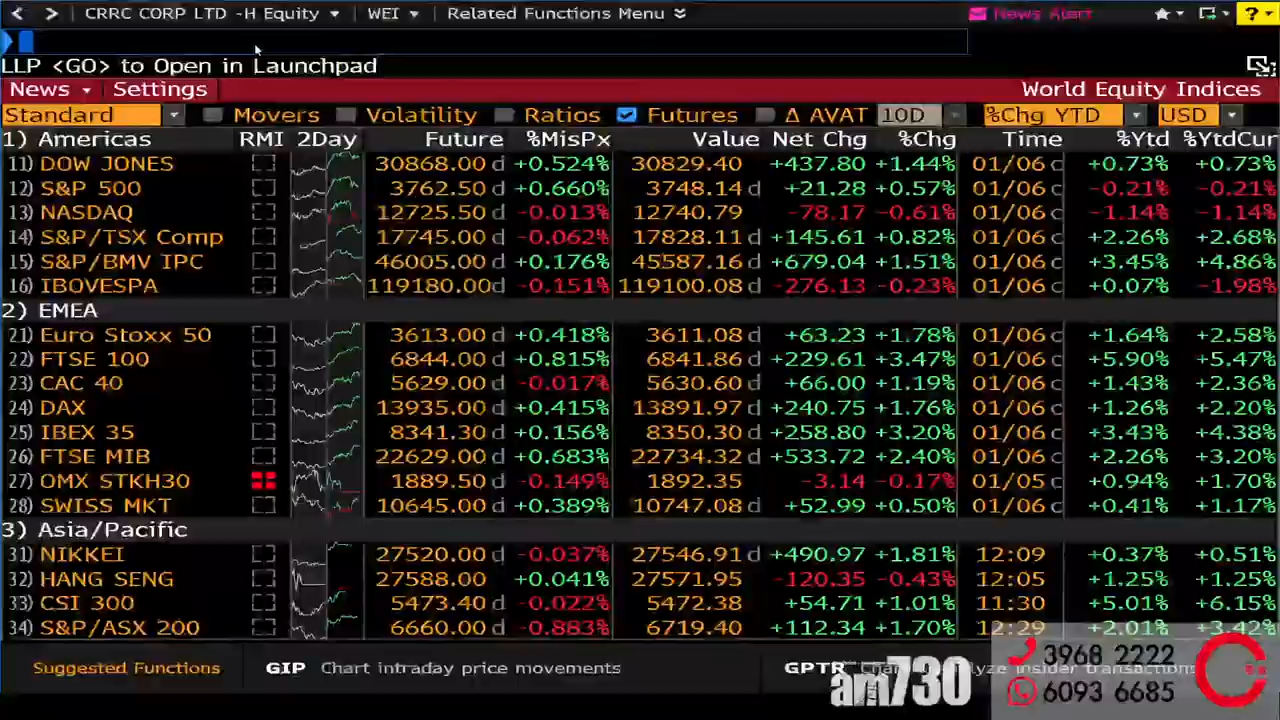 CRRC CORP LTD -H Equity WEI Related Functions Menu News Alert ?
LLP <GO> to Open in Launchpad
News Settings World Equity Indices
Standard Movers Volatility Ratios Futures Δ AVAT 10D %Chg YTD USD
1) Americas RMI 2Day Future %MisPx Value Net Chg %Chg Time %Ytd %YtdCur
11) DOW JONES 30868.00 d +0.524% 30829.40 +437.80 +1.44% 01/06 c +0.73% +0.73%
12) S&P 500 3762.50 d +0.660% 3748.14 d +21.28 +0.57% 01/06 c -0.21% -0.21%
13) NASDAQ 12725.50 d -0.013% 12740.79 -78.17 -0.61% 01/06 c -1.14% -1.14%
14) S&P/TSX Comp 17745.00 d -0.062% 17828.11 d +145.61 +0.82% 01/06 c +2.26% +2.68%
15) S&P/BMV IPC 46005.00 d +0.176% 45587.16 d +679.04 +1.51% 01/06 c +3.45% +4.86%
16) IBOVESPA 119180.00 d -0.151% 119100.08 d -276.13 -0.23% 01/06 c +0.07% -1.98%
2) EMEA
21) Euro Stoxx 50 3613.00 d +0.418% 3611.08 d +63.23 +1.78% 01/06 c +1.64% +2.58%
22) FTSE 100 6844.00 d +0.815% 6841.86 d +229.61 +3.47% 01/06 c +5.90% +5.47%
23) CAC 40 5629.00 d -0.017% 5630.60 d +66.00 +1.19% 01/06 c +1.43% +2.36%
24) DAX 13935.00 d +0.415% 13891.97 d +240.75 +1.76% 01/06 c +1.26% +2.20%
25) IBEX 35 8341.30 d +0.156% 8350.30 d +258.80 +3.20% 01/06 c +3.43% +4.38%
26) FTSE MIB 22629.00 d +0.683% 22734.32 d +533.72 +2.40% 01/06 c +2.26% +3.20%
27) OMX STKH30 1889.50 d -0.149% 1892.35 -3.14 -0.17% 01/05 c +0.94% +1.70%
28) SWISS MKT 10645.00 d +0.389% 10747.08 d +52.99 +0.50% 01/06 c +0.41% +1.17%
3) Asia/Pacific
31) NIKKEI 27520.00 d -0.037% 27546.91 d +490.97 +1.81% 12:09 +0.37% +0.51%
32) HANG SENG 27588.00 +0.041% 27571.95 -120.35 -0.43% 12:05 +1.25% +1.25%
33) CSI 300 5473.40 d -0.022% 5472.38 +54.71 +1.01% 11:30 +5.01% +6.15%
34) S&P/ASX 200 6660.00 d -0.883% 6719.40 +112.34 +1.70% 12:29 +2.01% +3.42%
Suggested Functions GIP Chart intraday price movements GPTR insider transactions
am730
3968 2222
6093 6685